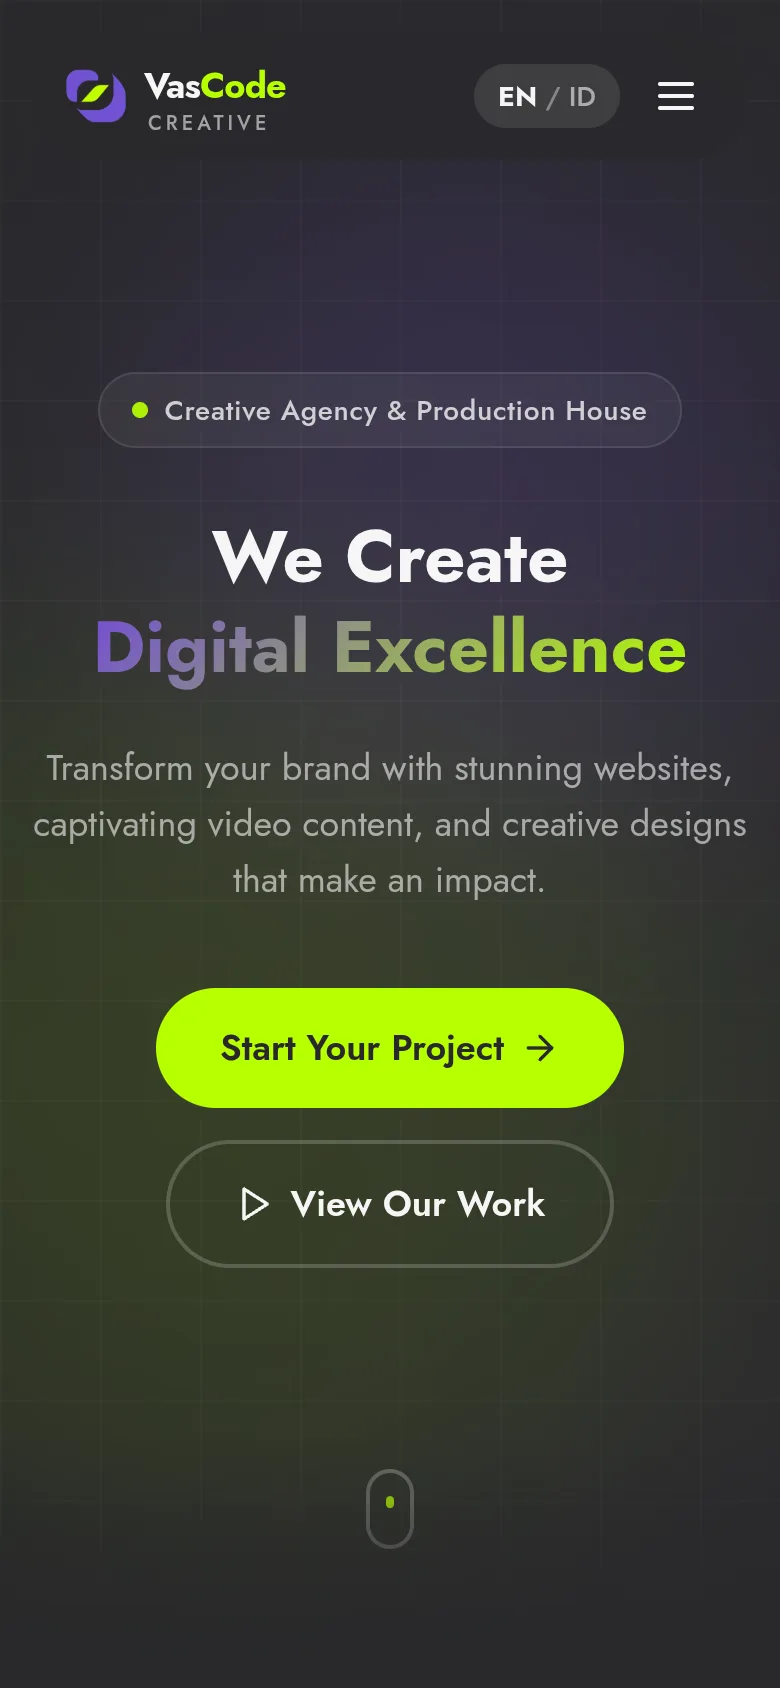 VasCode
CREATIVE
EN / ID
Creative Agency & Production House
We Create
Digital Excellence
Transform your brand with stunning websites,
captivating video content, and creative designs
that make an impact.
Start Your Project →
View Our Work